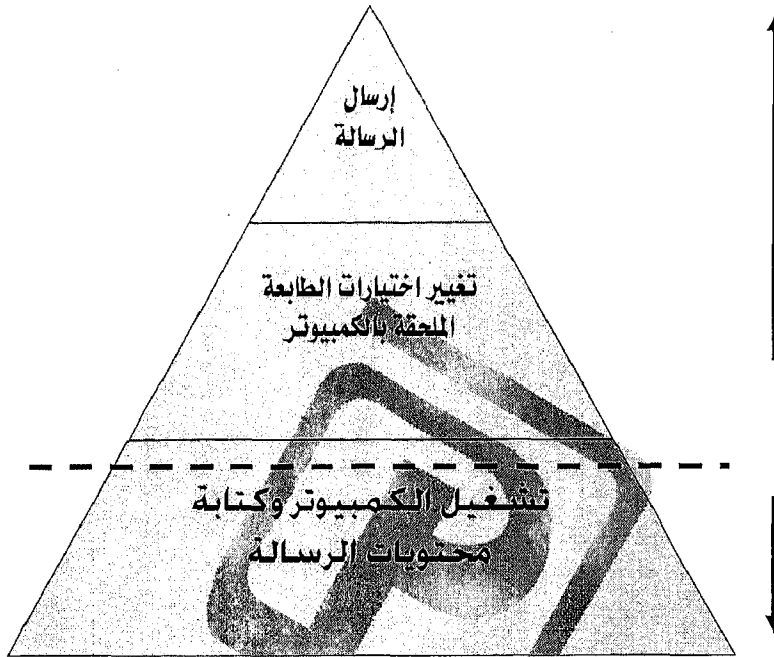 إرسال
الرسالة
تغيير اختيارات الطابعة
الملحقة بالكمبيوتر
تشغيل الكمبيوتر وكتابة
محتويات الرسالة